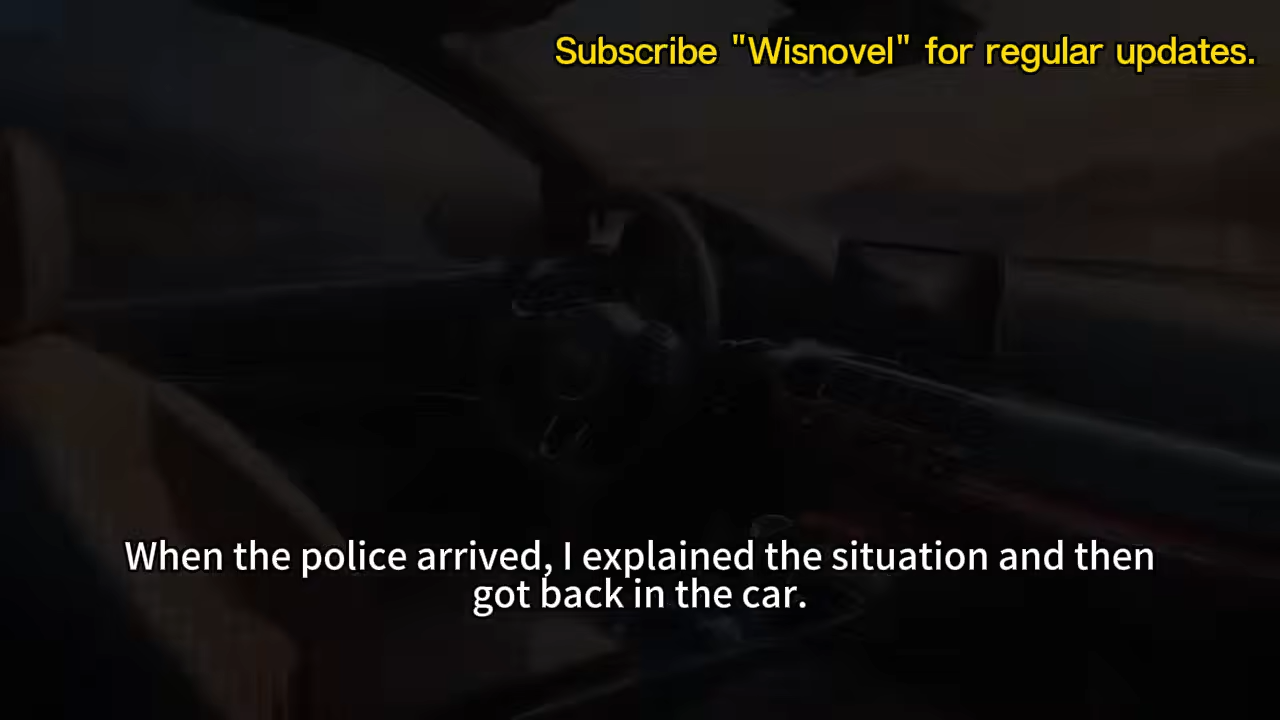 Subscribe "Wisnovel" for regular updates.
When the police arrived, I explained the situation and then
got back in the car.